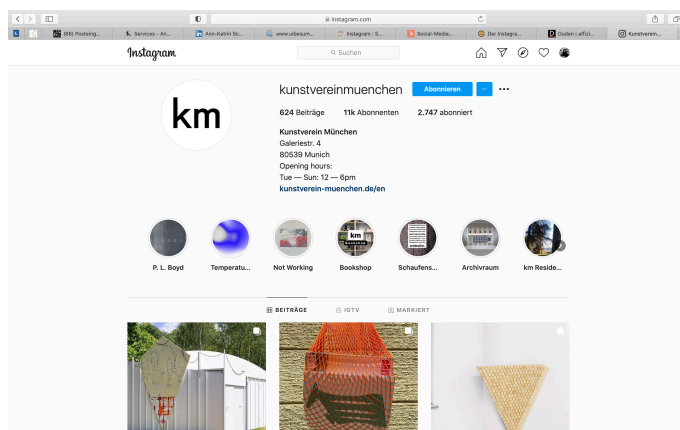 instagram.com
(66) Posteing...
Services - An...
Ann-Katrin Sc...
www.uibesum...
Instagram : S...
Social-Media...
Der Instagra...
Duden | affizi...
Kunstverein...
Instagram
Suchen
kunstvereinmuenchen
Abonnieren
624 Beiträge 11k Abonnenten 2.747 abonniert
km
Kunstverein München
Galeriestr. 4
80539 Munich
Opening hours:
Tue — Sun: 12 — 6pm
kunstverein-muenchen.de/en
km
Bookshop
P. L. Boyd
Temperatu...
Not Working
Bookshop
Schaufens...
Archivraum
km Reside...
BEITRÄGE
IGTV
MARKIERT